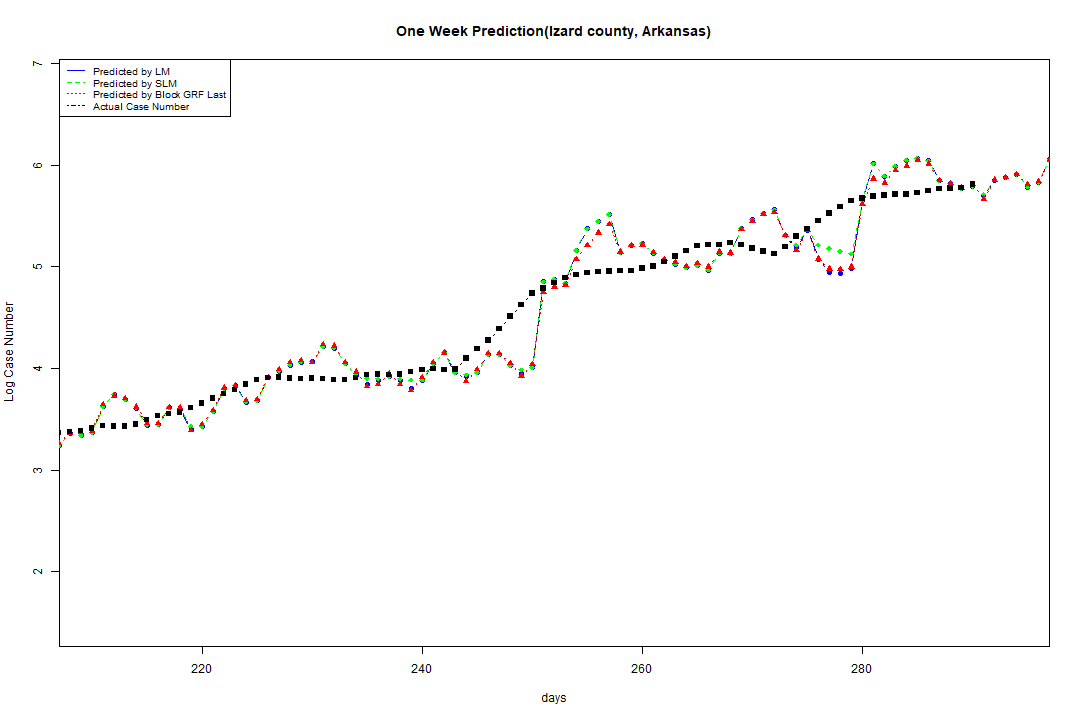 One Week Prediction(Izard county, Arkansas)
Predicted by LM
Predicted by SLM
Predicted by Block GRF Last
Actual Case Number
Log Case Number
7
6
5
4
3
2
220 240 260 280
days